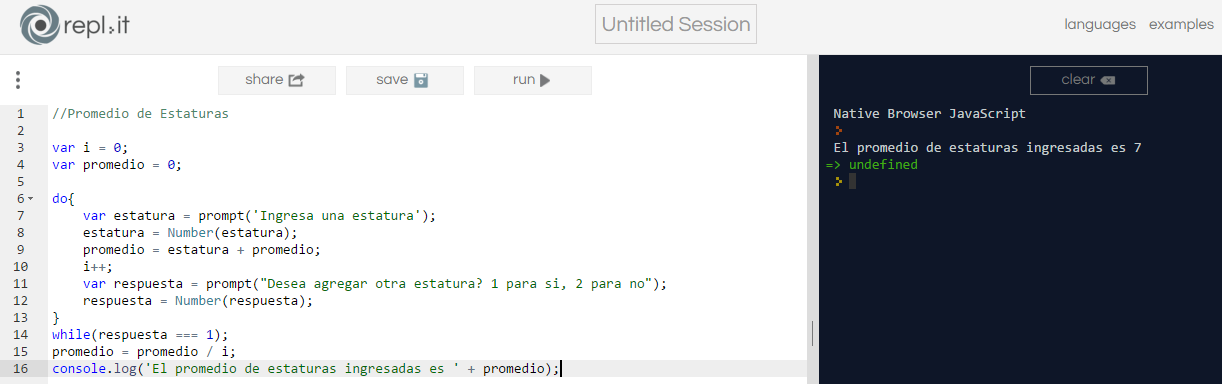 repl.it
Untitled Session
languages examples
share save run
clear
1 //Promedio de Estaturas
2
3 var i = 0;
4 var promedio = 0;
5
6 do{
7 var estatura = prompt('Ingresa una estatura');
8 estatura = Number(estatura);
9 promedio = estatura + promedio;
10 i++;
11 var respuesta = prompt("Desea agregar otra estatura? 1 para si, 2 para no");
12 respuesta = Number(respuesta);
13 }
14 while(respuesta === 1);
15 promedio = promedio / i;
16 console.log('El promedio de estaturas ingresadas es ' + promedio);
Native Browser JavaScript
El promedio de estaturas ingresadas es 7
=> undefined